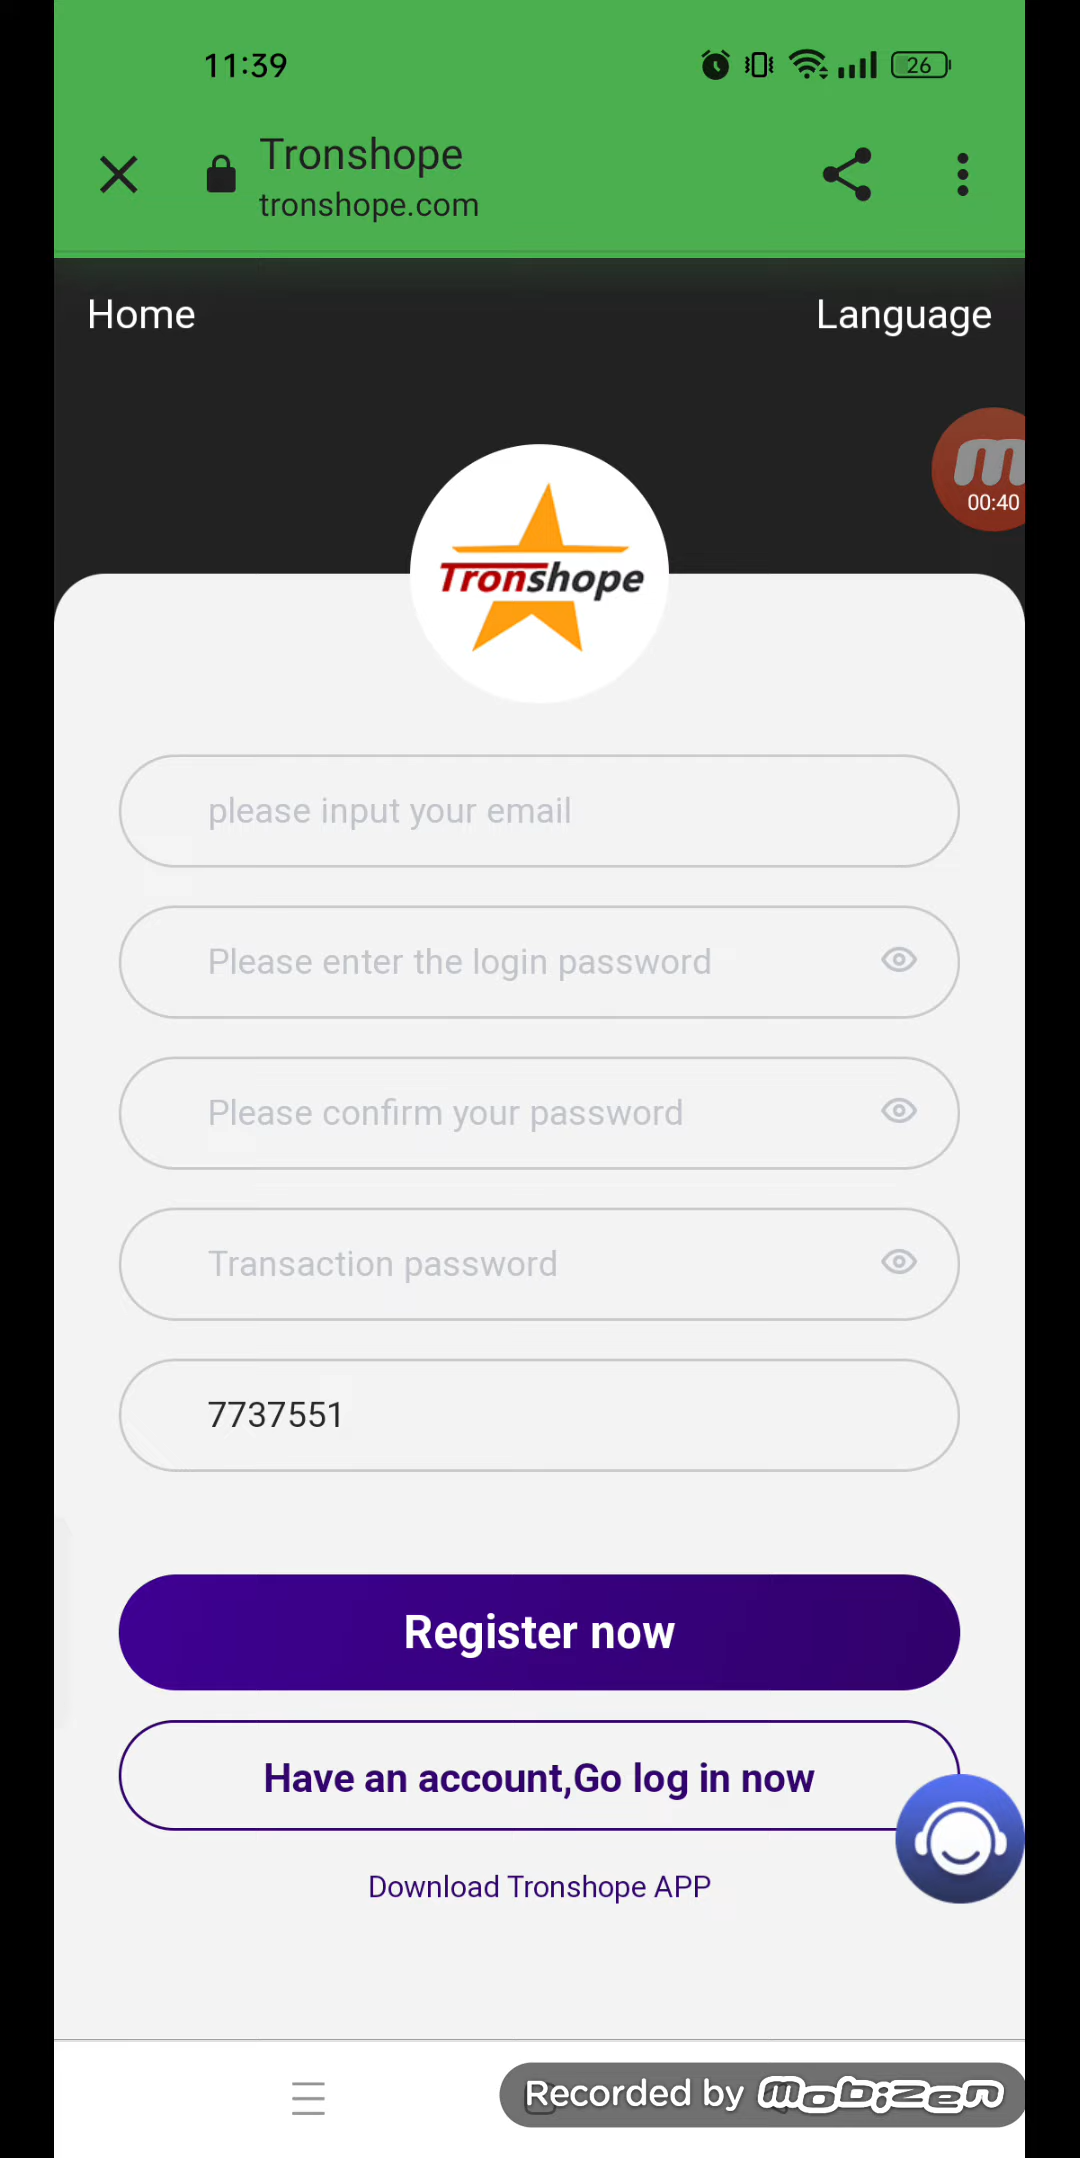 11:39
26
Tronshope
tronshope.com
Home
Language
00:40
Tronshope
please input your email
Please enter the login password
Please confirm your password
Transaction password
7737551
Register now
Have an account,Go log in now
Download Tronshope APP
Recorded by mobizen